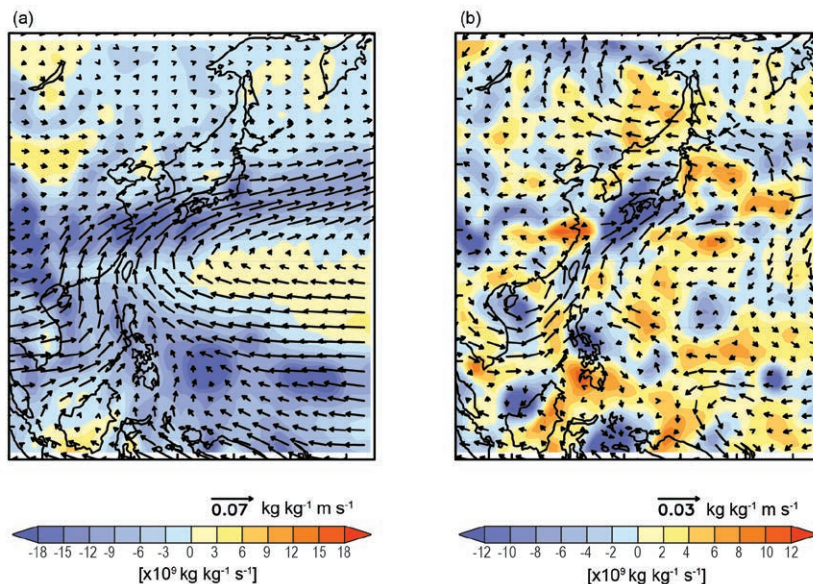 (a)
(b)
0.07 kg kg⁻¹ m s⁻¹
0.03 kg kg⁻¹ m s⁻¹
-18 -15 -12 -9 -6 -3 0 3 6 9 12 15 18
-12 -10 -8 -6 -4 -2 0 2 4 6 8 10 12
[x10⁹ kg kg⁻¹ s⁻¹]
[x10⁹ kg kg⁻¹ s⁻¹]